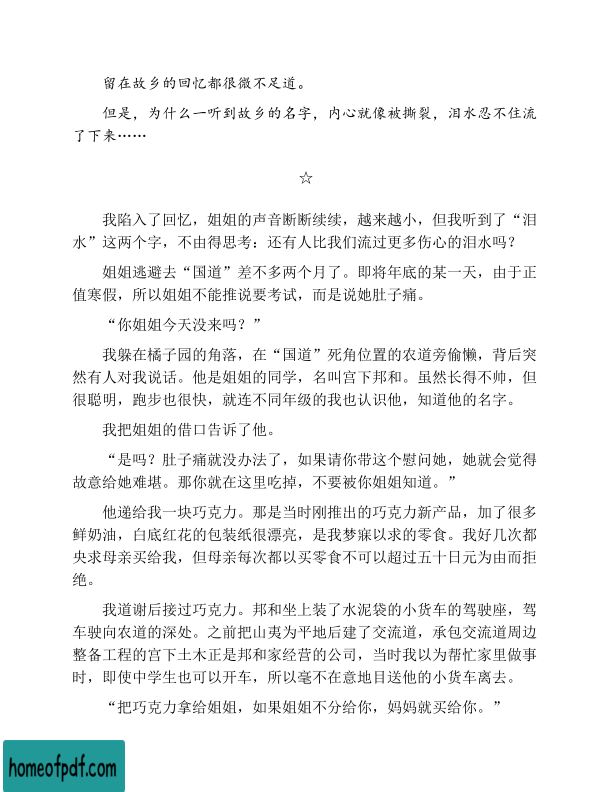 留在故乡的回忆都很微不足道。
但是，为什么一听到故乡的名字，内心就像被撕裂，泪水忍不住流
了下来……
☆
我陷入了回忆，姐姐的声音断断续续，越来越小，但我听到了“泪
水”这两个字，不由得思考：还有人比我们流过更多伤心的泪水吗？
姐姐逃避去“国道”差不多两个月了。即将年底的某一天，由于正
值寒假，所以姐姐不能推说要考试，而是说她肚子痛。
“你姐姐今天没来吗？”
我躲在橘子园的角落，在“国道”死角位置的农道旁偷懒，背后突
然有人对我说话。他是姐姐的同学，名叫宫下邦和。虽然长得不帅，但
很聪明，跑步也很快，就连不同年级的我也认识他，知道他的名字。
我把姐姐的借口告诉了他。
“是吗？肚子痛就没办法了，如果请你带这个慰问她，她就会觉得
故意给她难堪。那你就在这里吃掉，不要被你姐姐知道。”
他递给我一块巧克力。那是当时刚推出的巧克力新产品，加了很多
鲜奶油，白底红花的包装纸很漂亮，是我梦寐以求的零食。我好几次都
央求母亲买给我，但母亲每次都以买零食不可以超过五十日元为由而拒
绝。
我道谢后接过巧克力。邦和坐上装了水泥袋的小货车的驾驶座，驾
车驶向农道的深处。之前把山夷为平地后建了交流道，承包交流道周边
整备工程的宫下土木正是邦和家经营的公司，当时我以为帮忙家里做事
时，即使中学生也可以开车，所以毫不在意地目送他的小货车离去。
“把巧克力拿给姐姐，如果姐姐不分给你，妈妈就买给你。”
homeofpdf.com